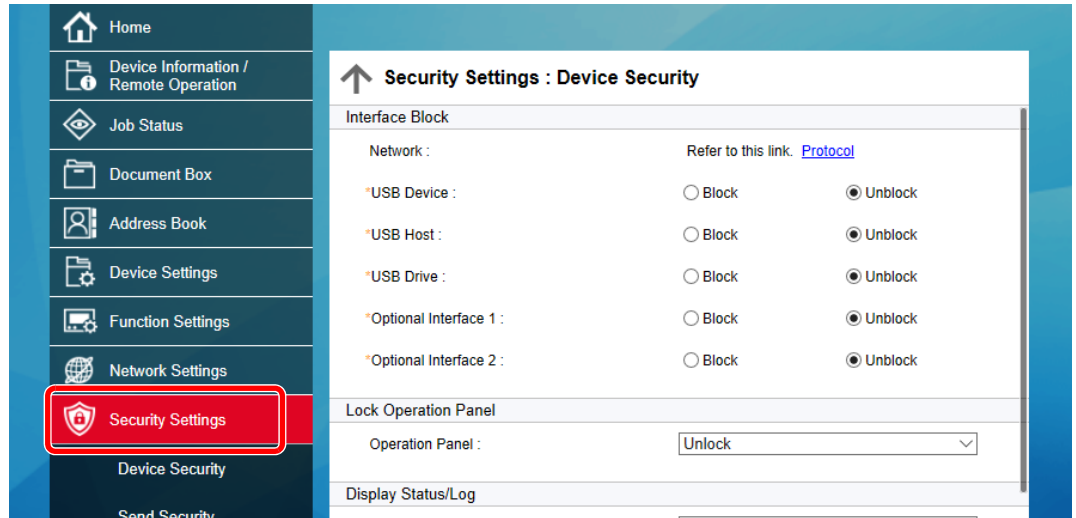 Home
Device Information /
Remote Operation
Job Status
Document Box
Address Book
Device Settings
Function Settings
Network Settings
Security Settings
Device Security
Send Security
Security Settings : Device Security
Interface Block
Network : Refer to this link. Protocol
*USB Device : Block Unblock
*USB Host : Block Unblock
*USB Drive : Block Unblock
*Optional Interface 1 : Block Unblock
*Optional Interface 2 : Block Unblock
Lock Operation Panel
Operation Panel : Unlock
Display Status/Log